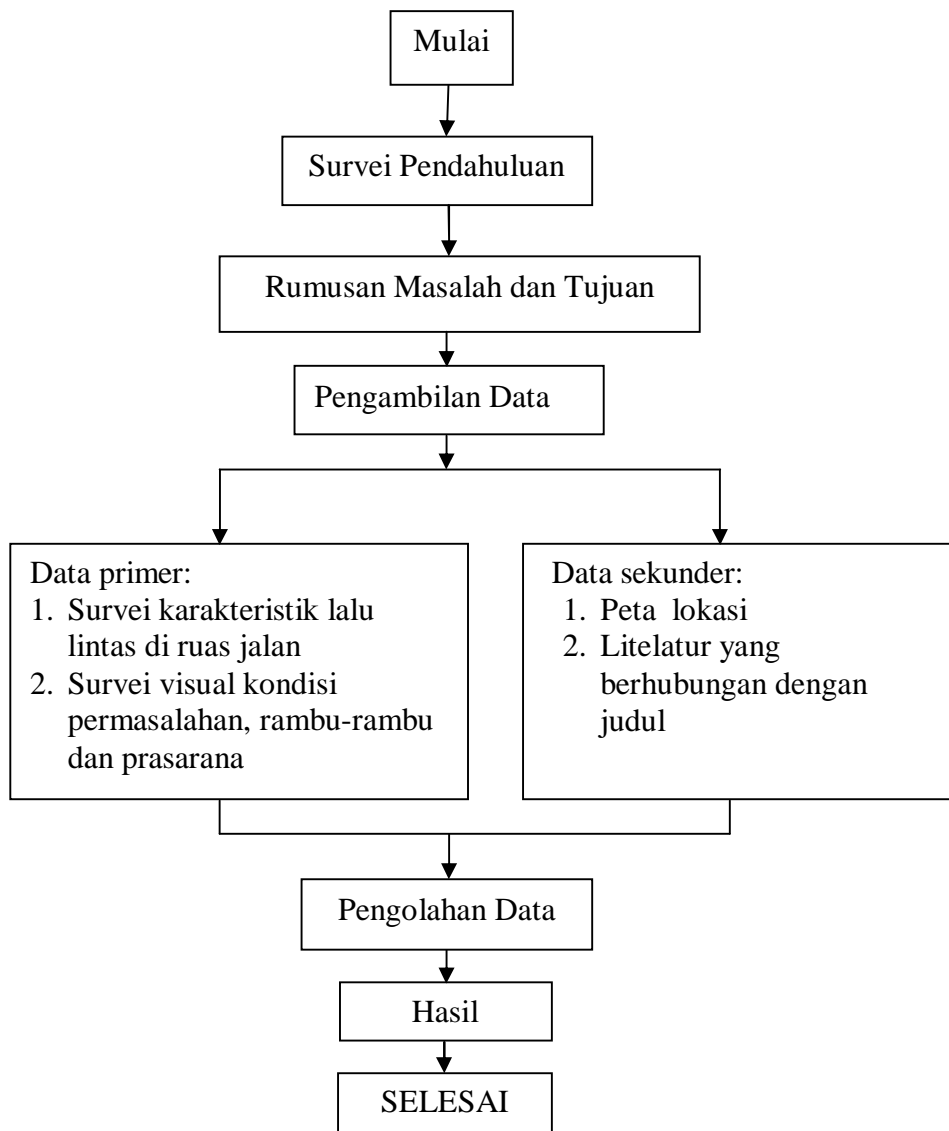 Mulai
Survei Pendahuluan
Rumusan Masalah dan Tujuan
Pengambilan Data
Data primer:
1. Survei karakteristik lalu
lintas di ruas jalan
2. Survei visual kondisi
permasalahan, rambu-rambu
dan prasarana
Data sekunder:
1. Peta lokasi
2. Litelatur yang
berhubungan dengan
judul
Pengolahan Data
Hasil
SELESAI